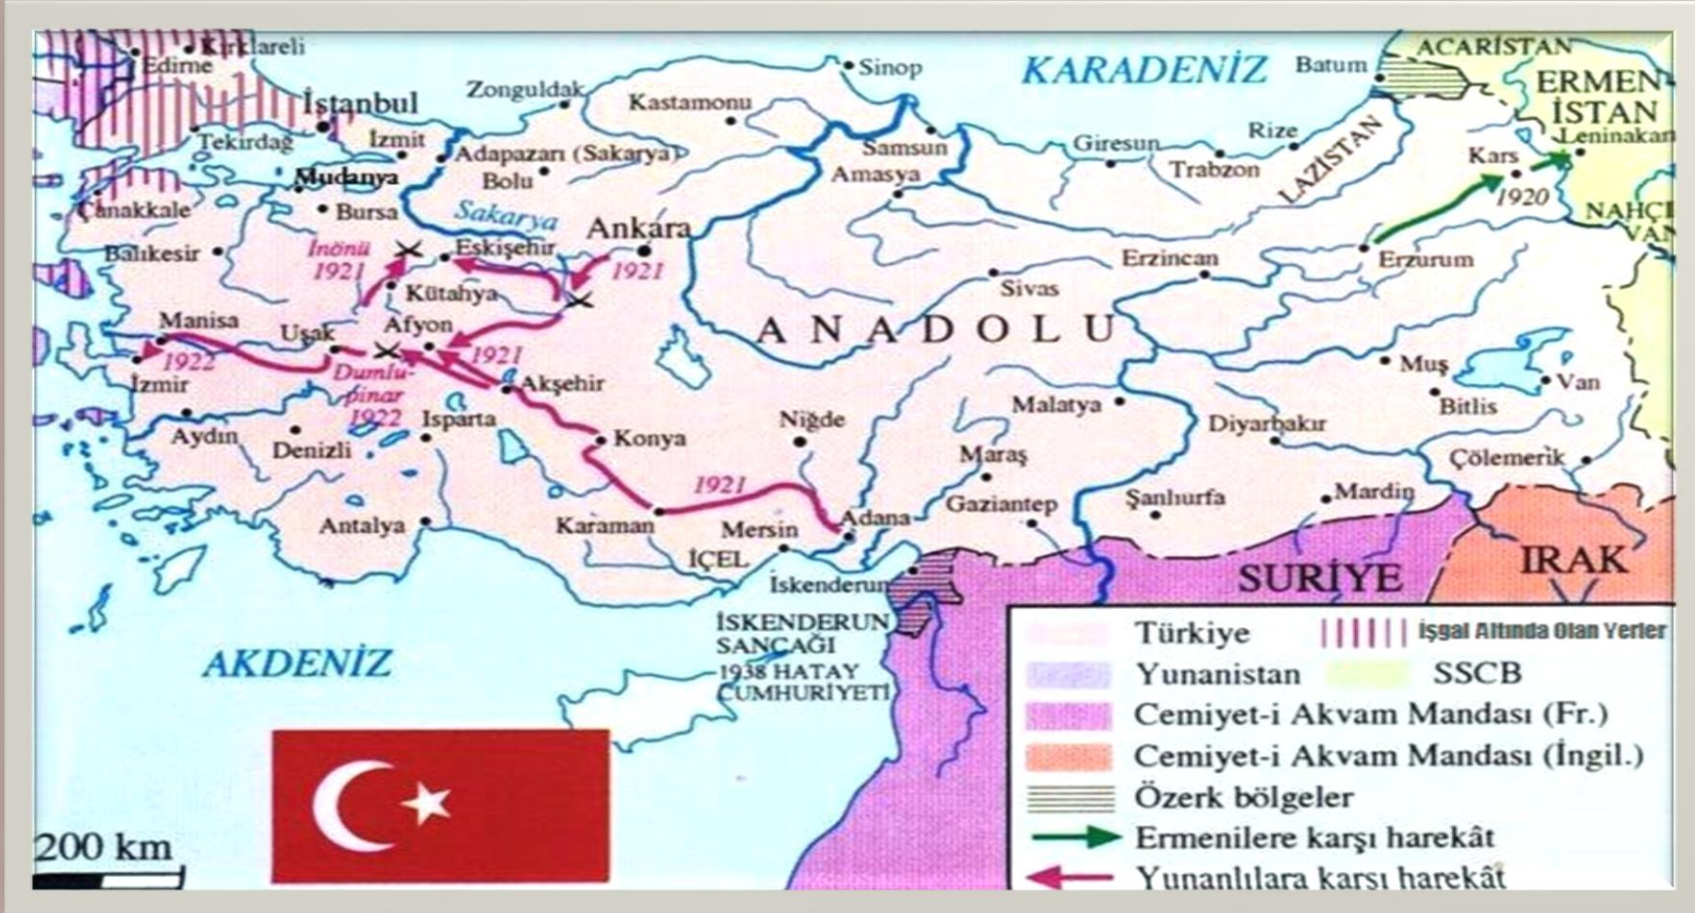 Kırklareli
Edirne
İstanbul
Tekirdağ
İzmit
Zonguldak
Kastamonu
Sinop
KARADENİZ
Batum
ACARİSTAN
ERMEN
İSTAN
Leninakan
Adapazarı (Sakarya)
Bolu
Samsun
Amasya
Giresun
Trabzon
Rize
LAZİSTAN
Kars
1920
NAHÇI
VAN
Mudanya
Çanakkale
Bursa
Sakarya
Ankara
Balıkesir
İnönü
1921
Eskişehir
1921
Kütahya
Erzincan
Erzurum
Sivas
Manisa
Uşak
Afyon
ANADOLU
1922
İzmir
Dumlu-
pınar
1922
1921
Akşehir
Muş
Van
Bitlis
Aydın
Denizli
Isparta
Konya
Niğde
Malatya
Diyarbakır
Maraş
Çölemerik
1921
Gaziantep
Şanlıurfa
Mardin
Antalya
Karaman
Mersin
Adana
İÇEL
İskenderun
SURİYE
IRAK
İSKENDERUN
SANCAĞI
1938 HATAY
CUMHURİYETİ
AKDENİZ
Türkiye
İşgal Altında Olan Yerler
Yunanistan
SSCB
Cemiyet-i Akvam Mandası (Fr.)
Cemiyet-i Akvam Mandası (İngil.)
Özerk bölgeler
Ermenilere karşı harekât
Yunanlılara karşı harekât
200 km